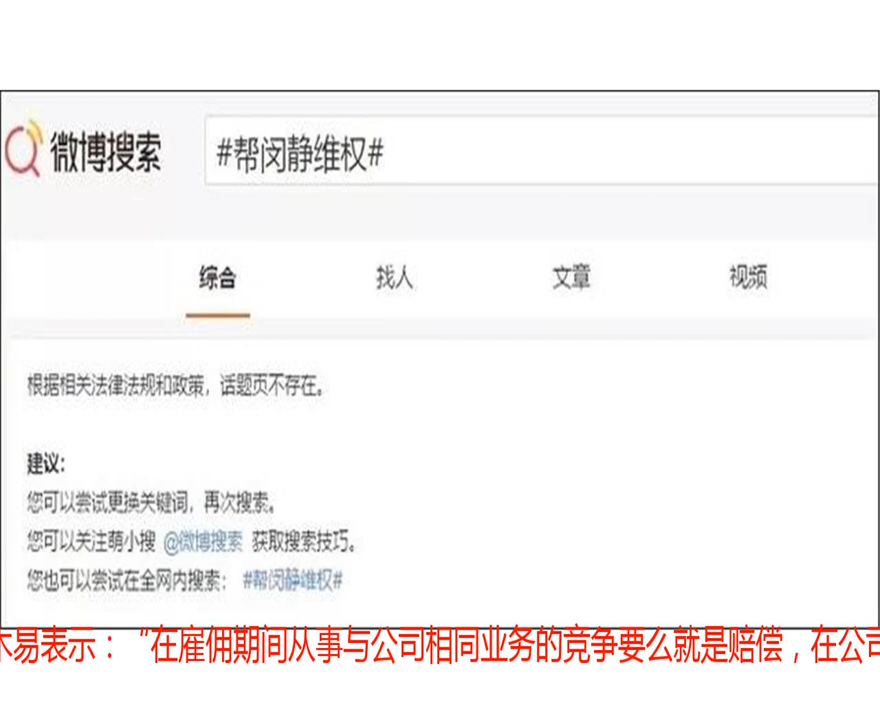 微博搜索
#帮闵静维权#
综合 找人 文章 视频
根据相关法律法规和政策，话题页不存在。
建议：
您可以尝试更换关键词，再次搜索。
您可以关注萌小搜 @微博搜索 获取搜索技巧。
您也可以尝试在全网内搜索： #帮闵静维权#
木易表示：“在雇佣期间从事与公司相同业务的竞争要么就是赔偿，在公司